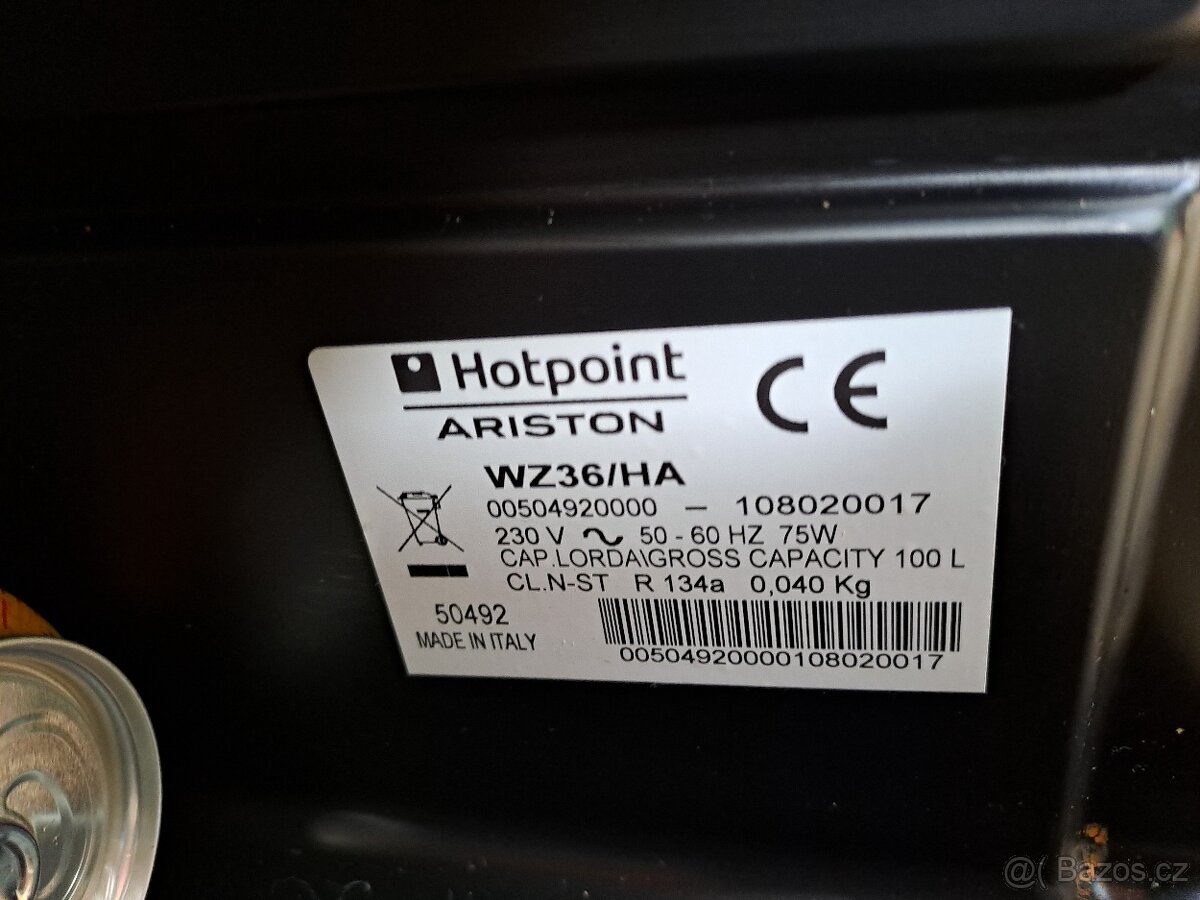 Hotpoint
ARISTON
CE
WZ36/HA
00504920000 - 108020017
230 V ~ 50 - 60 HZ 75W
CAP.LORDA\GROSS CAPACITY 100 L
CL.N-ST R 134a 0,040 Kg
50492
MADE IN ITALY
00504920000108020017
@( Bazos.cz